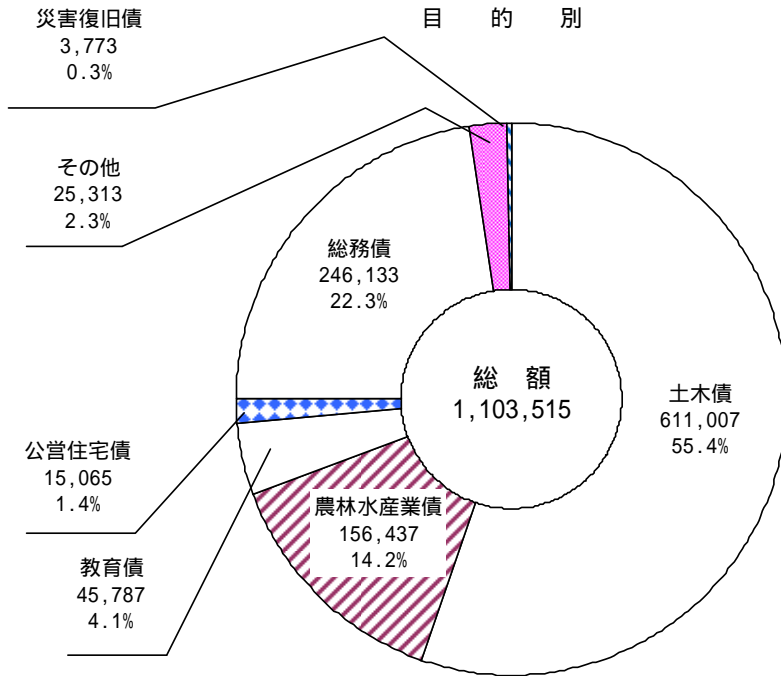 目 的 別
災害復旧債
3,773
0.3%
その他
25,313
2.3%
総務債
246,133
22.3%
総 額
1,103,515
土木債
611,007
55.4%
公営住宅債
15,065
1.4%
農林水産業債
156,437
14.2%
教育債
45,787
4.1%